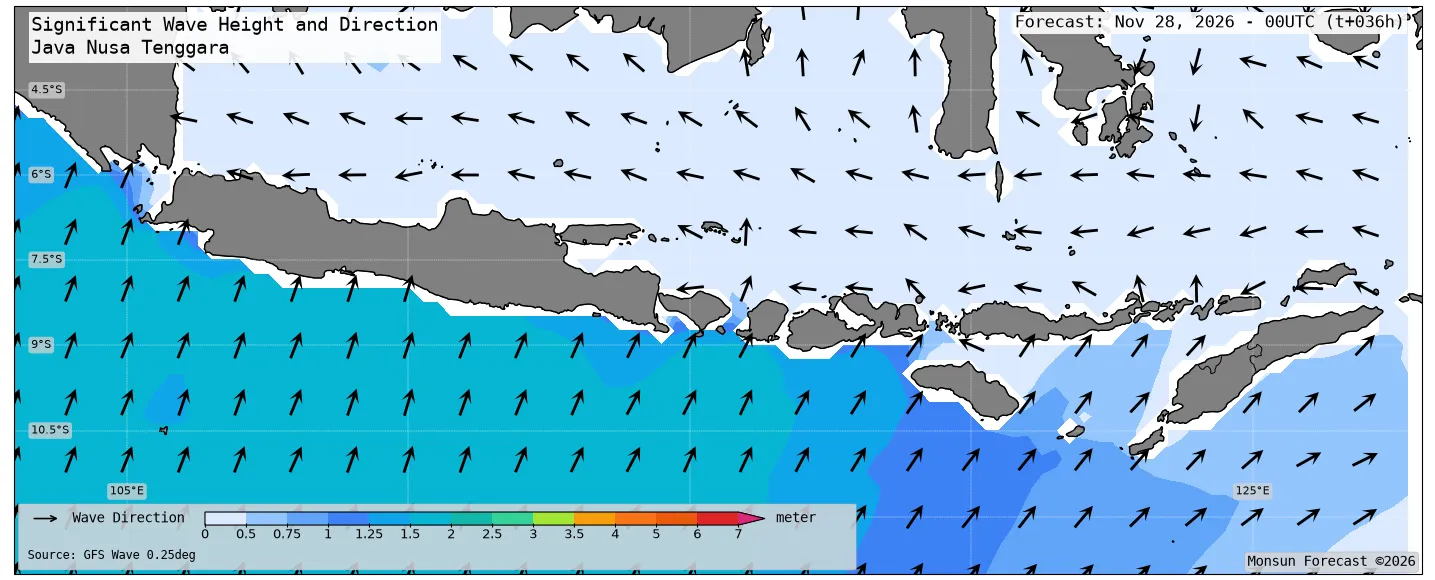 Significant Wave Height and Direction
Java Nusa Tenggara
Forecast: Nov 28, 2026 - 00UTC (t+036h)
4.5°S
6°S
7.5°S
9°S
10.5°S
105°E
125°E
Wave Direction
0 0.5 0.75 1 1.25 1.5 2 2.5 3 3.5 4 5 6 7
meter
Source: GFS Wave 0.25deg
Monsun Forecast ©2026